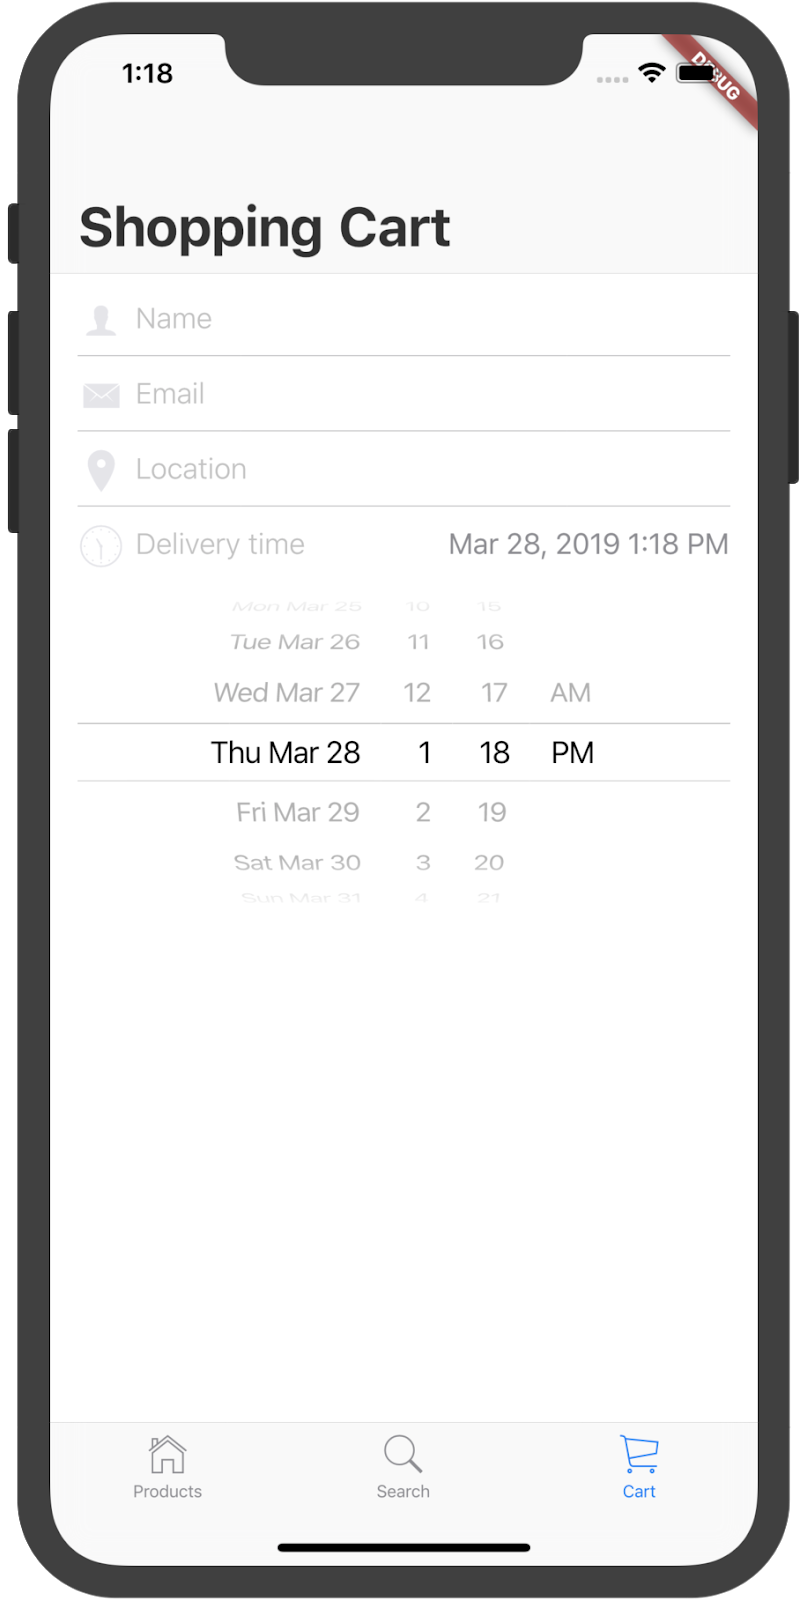 1:18
DEBUG
Shopping Cart
Name
Email
Location
Delivery time Mar 28, 2019 1:18 PM
Mon Mar 25 10 15
Tue Mar 26 11 16
Wed Mar 27 12 17 AM
Thu Mar 28 1 18 PM
Fri Mar 29 2 19
Sat Mar 30 3 20
Sun Mar 31 4 21
Products Search Cart